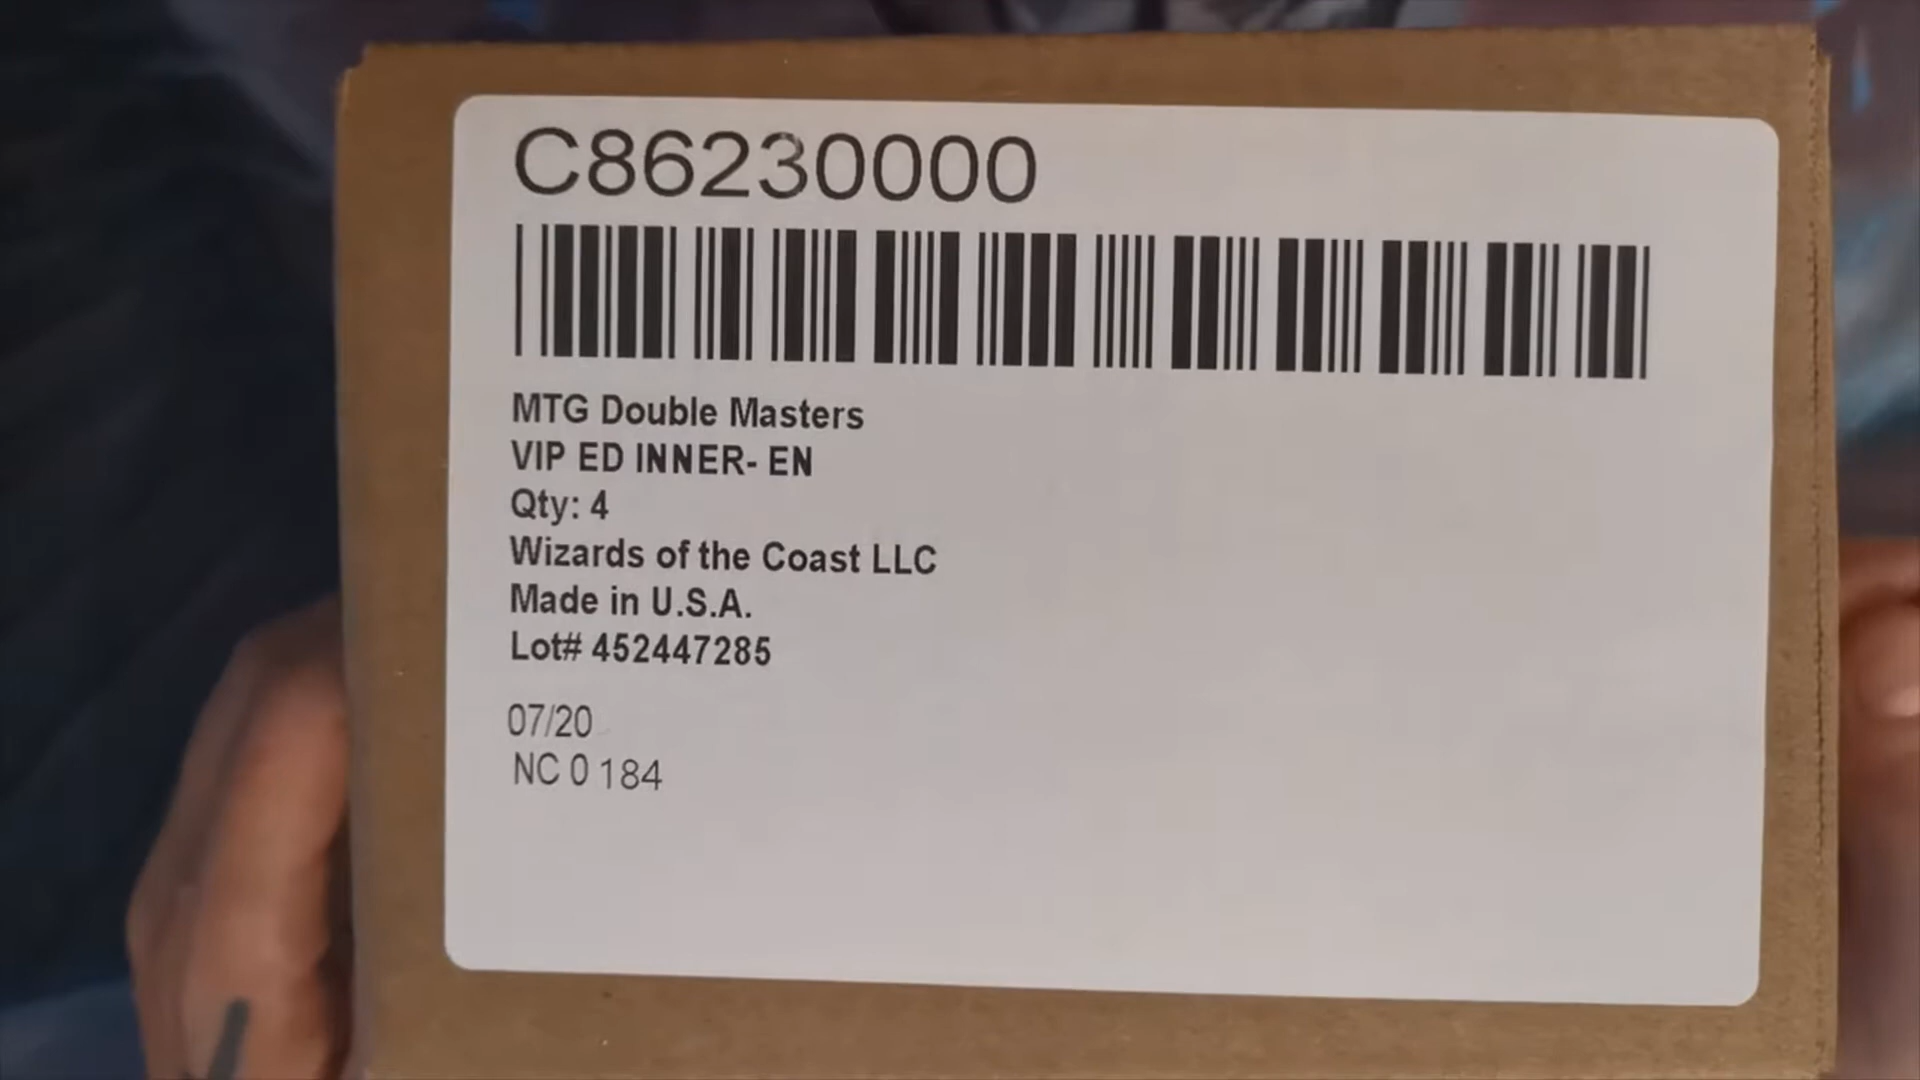 C86230000
MTG Double Masters
VIP ED INNER- EN
Qty: 4
Wizards of the Coast LLC
Made in U.S.A.
Lot# 452447285
07/20
NC 0 184